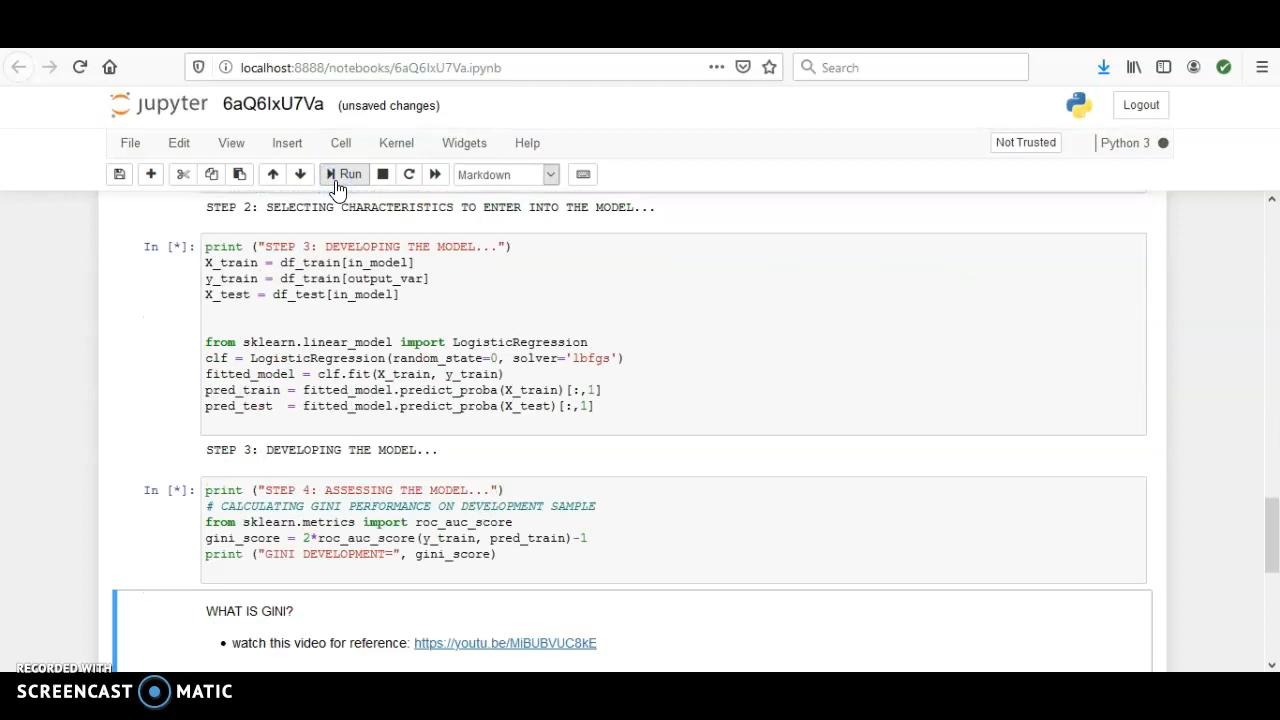 localhost:8888/notebooks/6aQ6IxU7Va.ipynb
Search
jupyter 6aQ6IxU7Va (unsaved changes)
Logout
File Edit View Insert Cell Kernel Widgets Help
Not Trusted
Python 3
Run
Markdown
STEP 2: SELECTING CHARACTERISTICS TO ENTER INTO THE MODEL...
In [*]: print ("STEP 3: DEVELOPING THE MODEL...")
X_train = df_train[in_model]
y_train = df_train[output_var]
X_test = df_test[in_model]
from sklearn.linear_model import LogisticRegression
clf = LogisticRegression(random_state=0, solver='lbfgs')
fitted_model = clf.fit(X_train, y_train)
pred_train = fitted_model.predict_proba(X_train)[:,1]
pred_test  = fitted_model.predict_proba(X_test)[:,1]
STEP 3: DEVELOPING THE MODEL...
In [*]: print ("STEP 4: ASSESSING THE MODEL...")
# CALCULATING GINI PERFORMANCE ON DEVELOPMENT SAMPLE
from sklearn.metrics import roc_auc_score
gini_score = 2*roc_auc_score(y_train, pred_train)-1
print ("GINI DEVELOPMENT=", gini_score)
WHAT IS GINI?
• watch this video for reference: https://youtu.be/MiBUBVUC8kE
RECORDED WITH
SCREENCAST MATIC